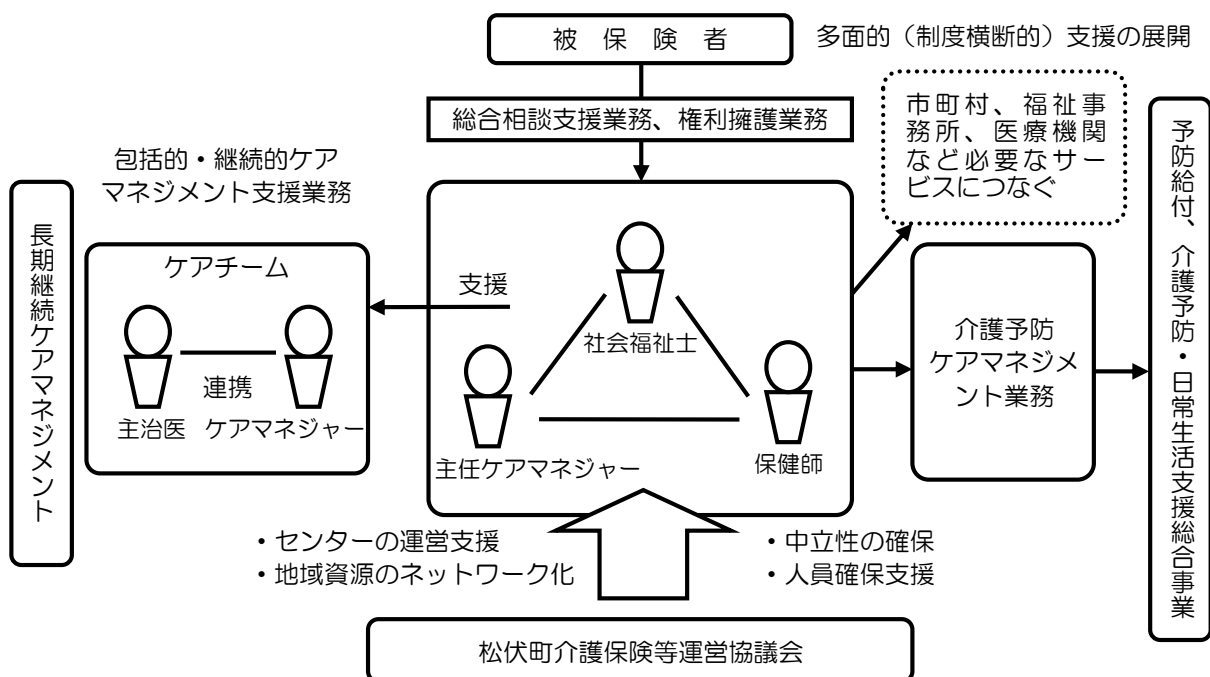 被保険者
多面的（制度横断的）支援の展開
総合相談支援業務、権利擁護業務
市町村、福祉事
務所、医療機関
など必要なサー
ビスにつなぐ
予防給付、介護予防・日常生活支援総合事業
包括的・継続的ケア
マネジメント支援業務
長期継続ケアマネジメント
ケアチーム
連携
主治医
ケアマネジャー
支援
社会福祉士
主任ケアマネジャー
保健師
介護予防
ケアマネジメ
ント業務
・センターの運営支援
・地域資源のネットワーク化
・中立性の確保
・人員確保支援
松伏町介護保険等運営協議会